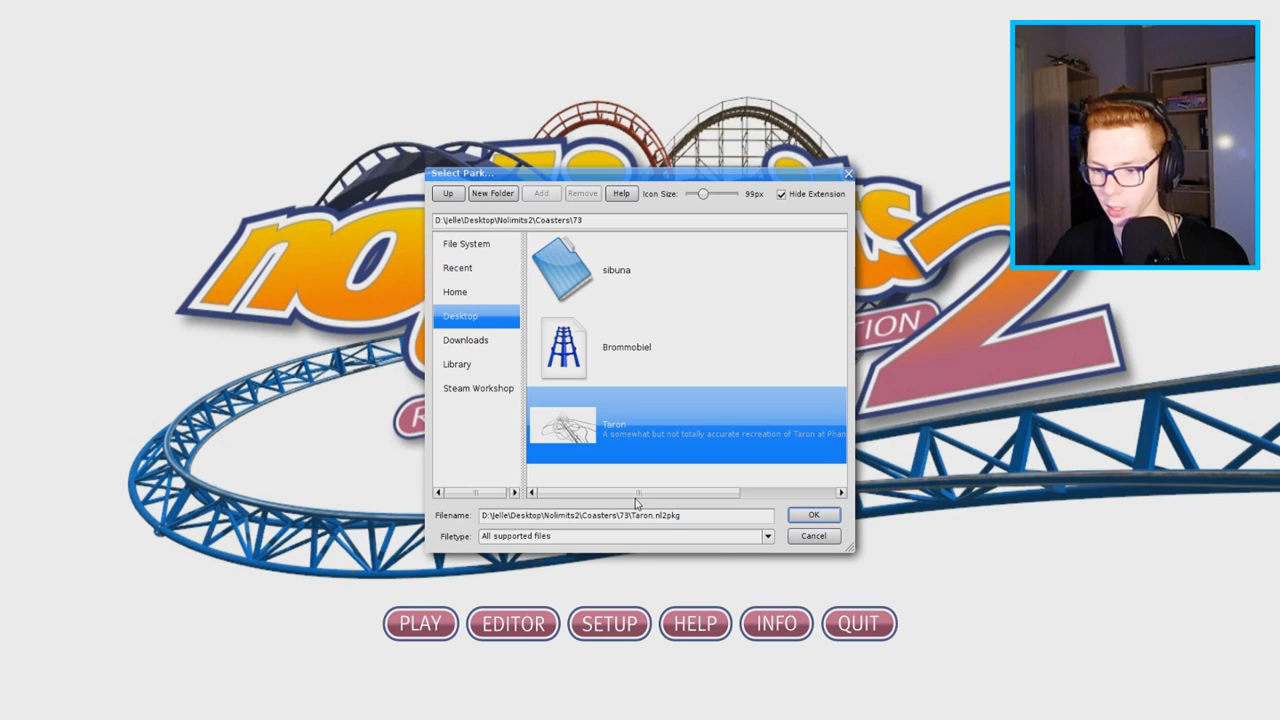 Select Park...
Up
New Folder
Add
Remove
Help
Icon Size:
99px
Hide Extension
D:\Jelle\Desktop\Nolimits2\Coasters\73
File System
Recent
Home
Desktop
Downloads
Library
Steam Workshop
sibuna
Brommobiel
Taron
A somewhat but not totally accurate recreation of Taron at Phan
Filename:
D:\Jelle\Desktop\Nolimits2\Coasters\73\Taron.nl2pkg
OK
Filetype:
All supported files
Cancel
2
PLAY
EDITOR
SETUP
HELP
INFO
QUIT